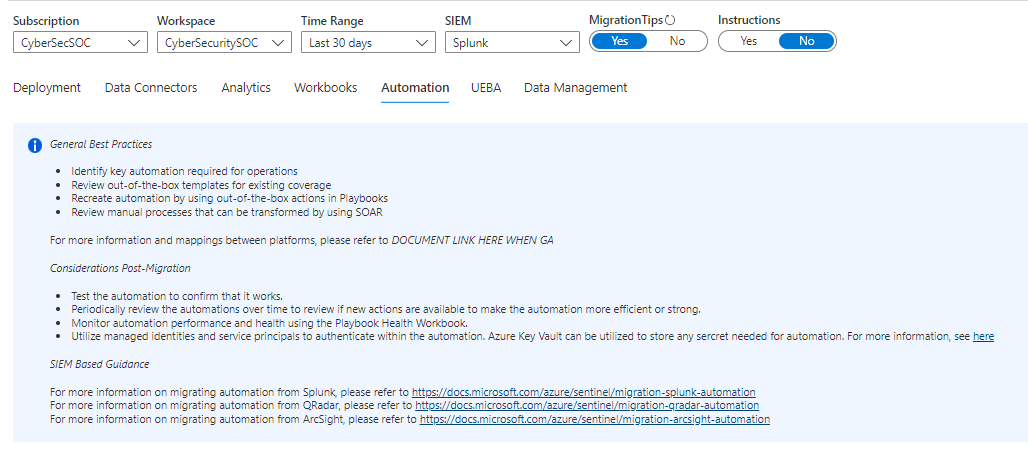 Subscription Workspace Time Range SIEM MigrationTips Instructions
CyberSecSOC CyberSecuritySOC Last 30 days Splunk Yes No Yes No
Deployment Data Connectors Analytics Workbooks Automation UEBA Data Management
General Best Practices
• Identify key automation required for operations
• Review out-of-the-box templates for existing coverage
• Recreate automation by using out-of-the-box actions in Playbooks
• Review manual processes that can be transformed by using SOAR
For more information and mappings between platforms, please refer to DOCUMENT LINK HERE WHEN GA
Considerations Post-Migration
• Test the automation to confirm that it works.
• Periodically review the automations over time to review if new actions are available to make the automation more efficient or strong.
• Monitor automation performance and health using the Playbook Health Workbook.
• Utilize managed identities and service principals to authenticate within the automation. Azure Key Vault can be utilized to store any sercret needed for automation. For more information, see here
SIEM Based Guidance
For more information on migrating automation from Splunk, please refer to https://docs.microsoft.com/azure/sentinel/migration-splunk-automation
For more information on migrating automation from QRadar, please refer to https://docs.microsoft.com/azure/sentinel/migration-qradar-automation
For more information on migrating automation from ArcSight, please refer to https://docs.microsoft.com/azure/sentinel/migration-arcsight-automation